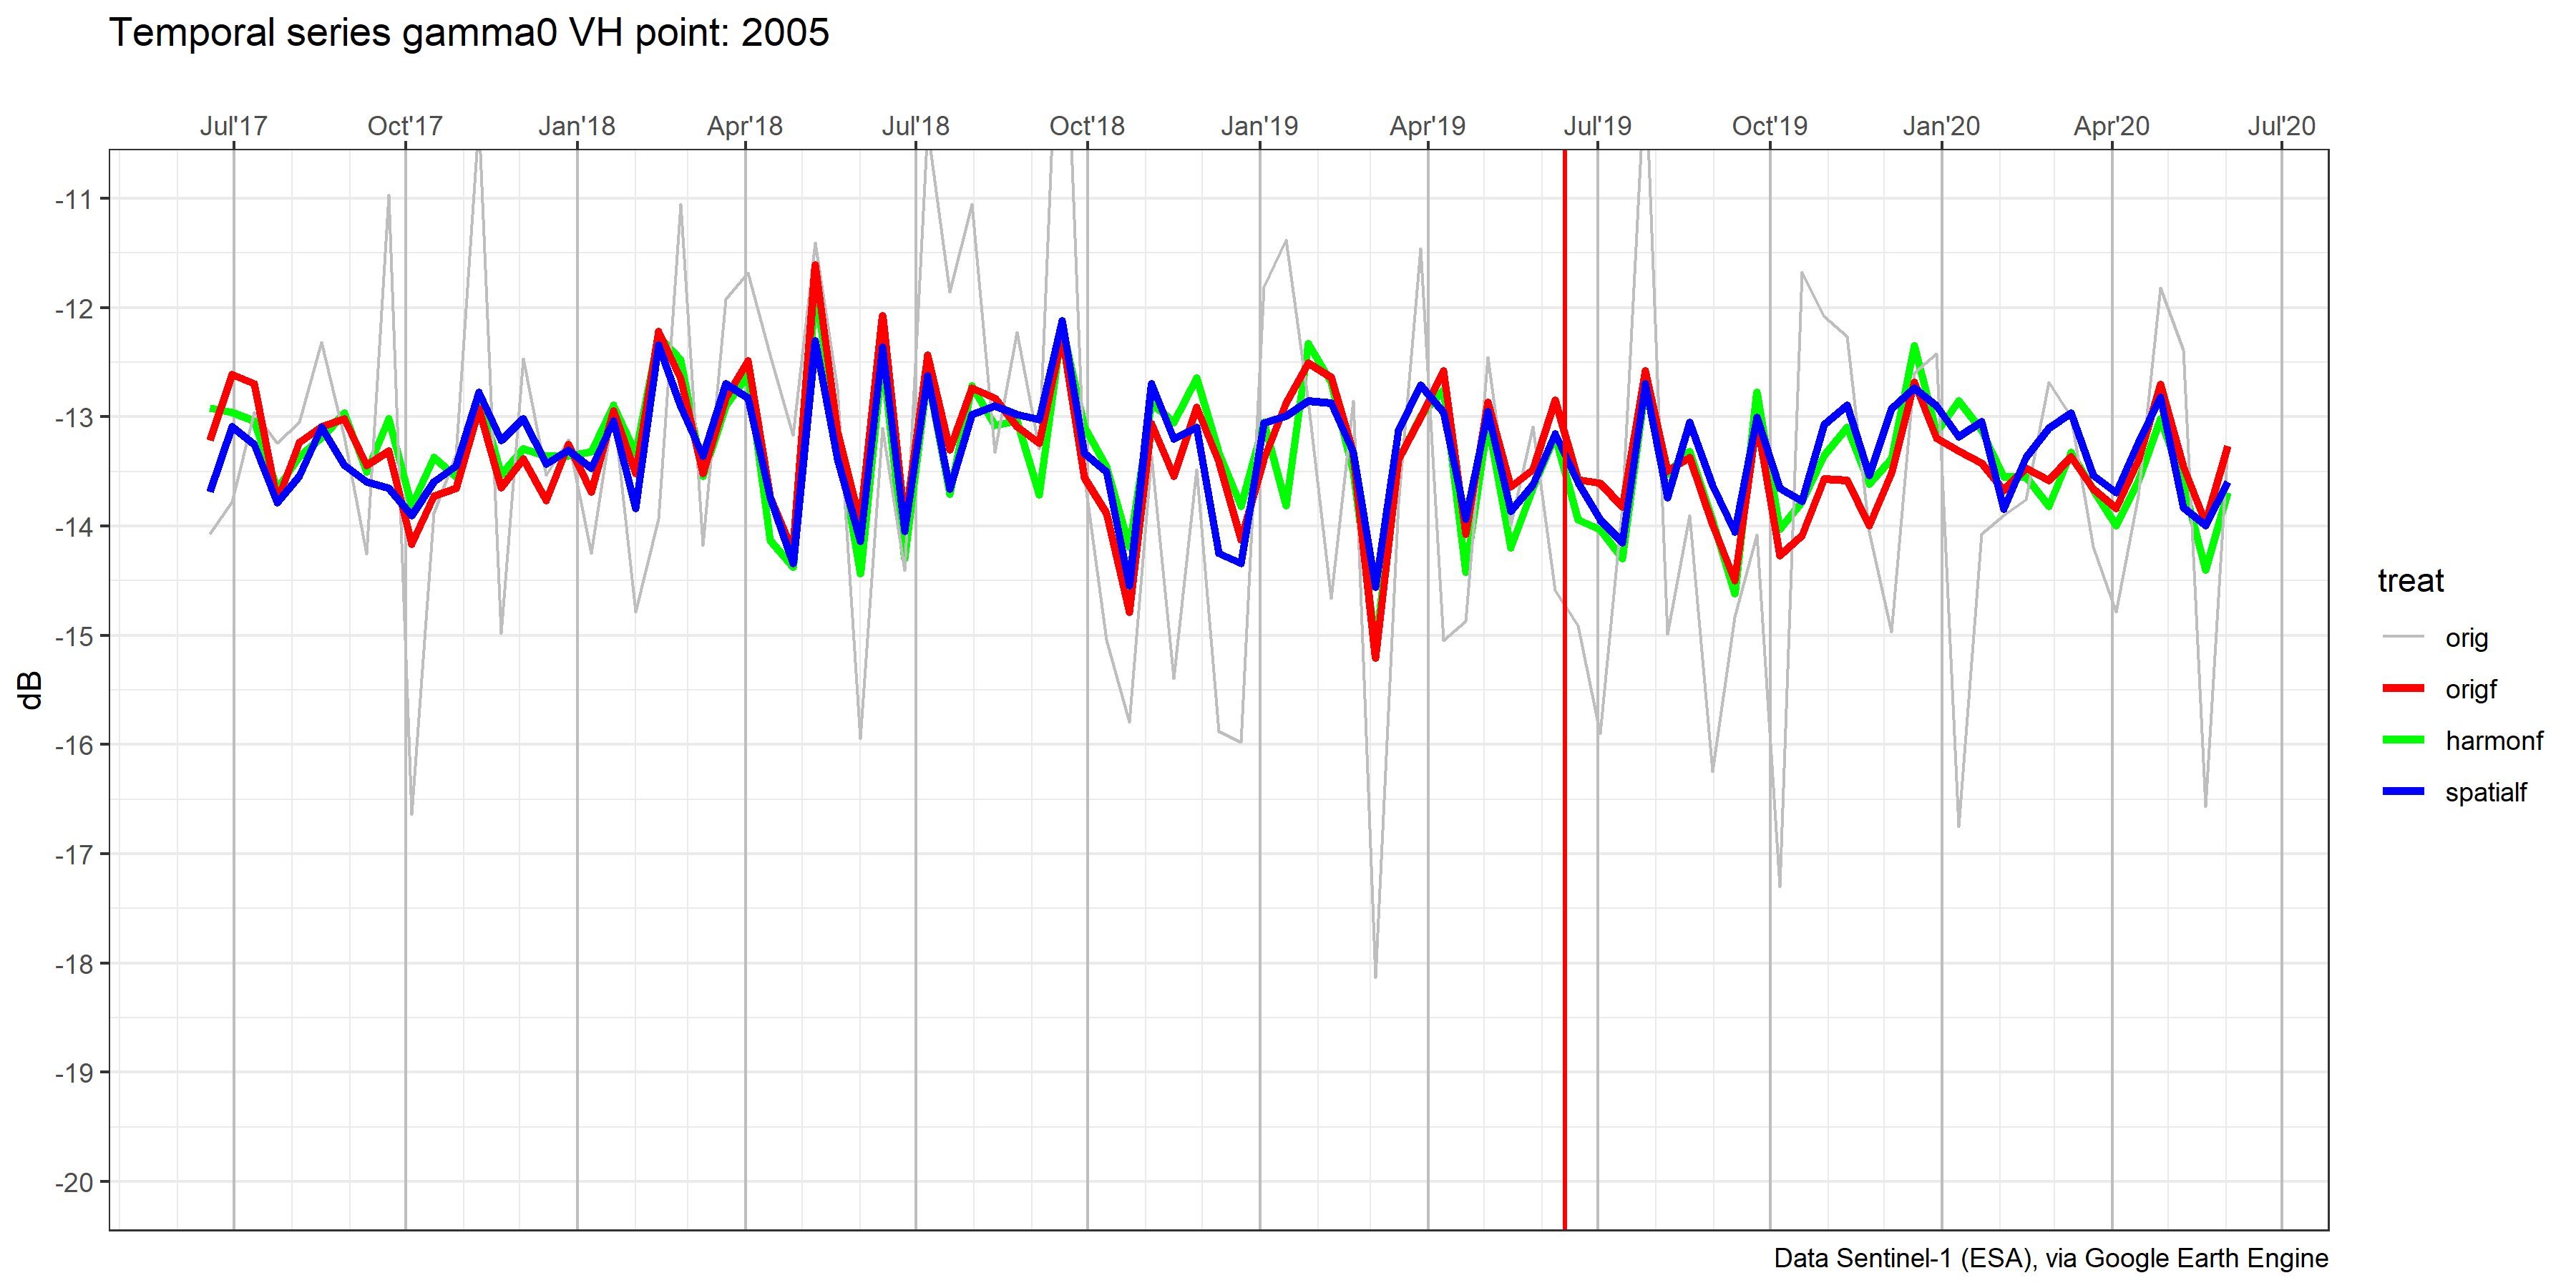 Temporal series gamma0 VH point: 2005
Jul'17 Oct'17 Jan'18 Apr'18 Jul'18 Oct'18 Jan'19 Apr'19 Jul'19 Oct'19 Jan'20 Apr'20 Jul'20
-11
-12
-13
-14
-15
-16
-17
-18
-19
-20
dB
treat
orig
origf
harmonf
spatialf
Data Sentinel-1 (ESA), via Google Earth Engine